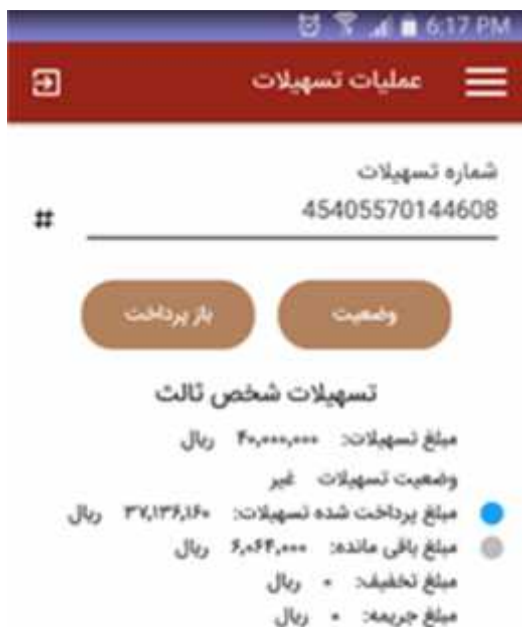 6:17 PM
عملیات تسهیلات
شماره تسهیلات
45405570144608
#
وضعیت
باز پرداخت
تسهیلات شخص ثالث
مبلغ تسهیلات: ۴۰,۰۰۰,۰۰۰ ریال
وضعیت تسهیلات غیر
مبلغ پرداخت شده تسهیلات: ۳۷,۱۳۶,۱۶۰ ریال
مبلغ باقی مانده: ۶,۰۶۴,۰۰۰ ریال
مبلغ تخفیف: ۰ ریال
مبلغ جریمه: ۰ ریال